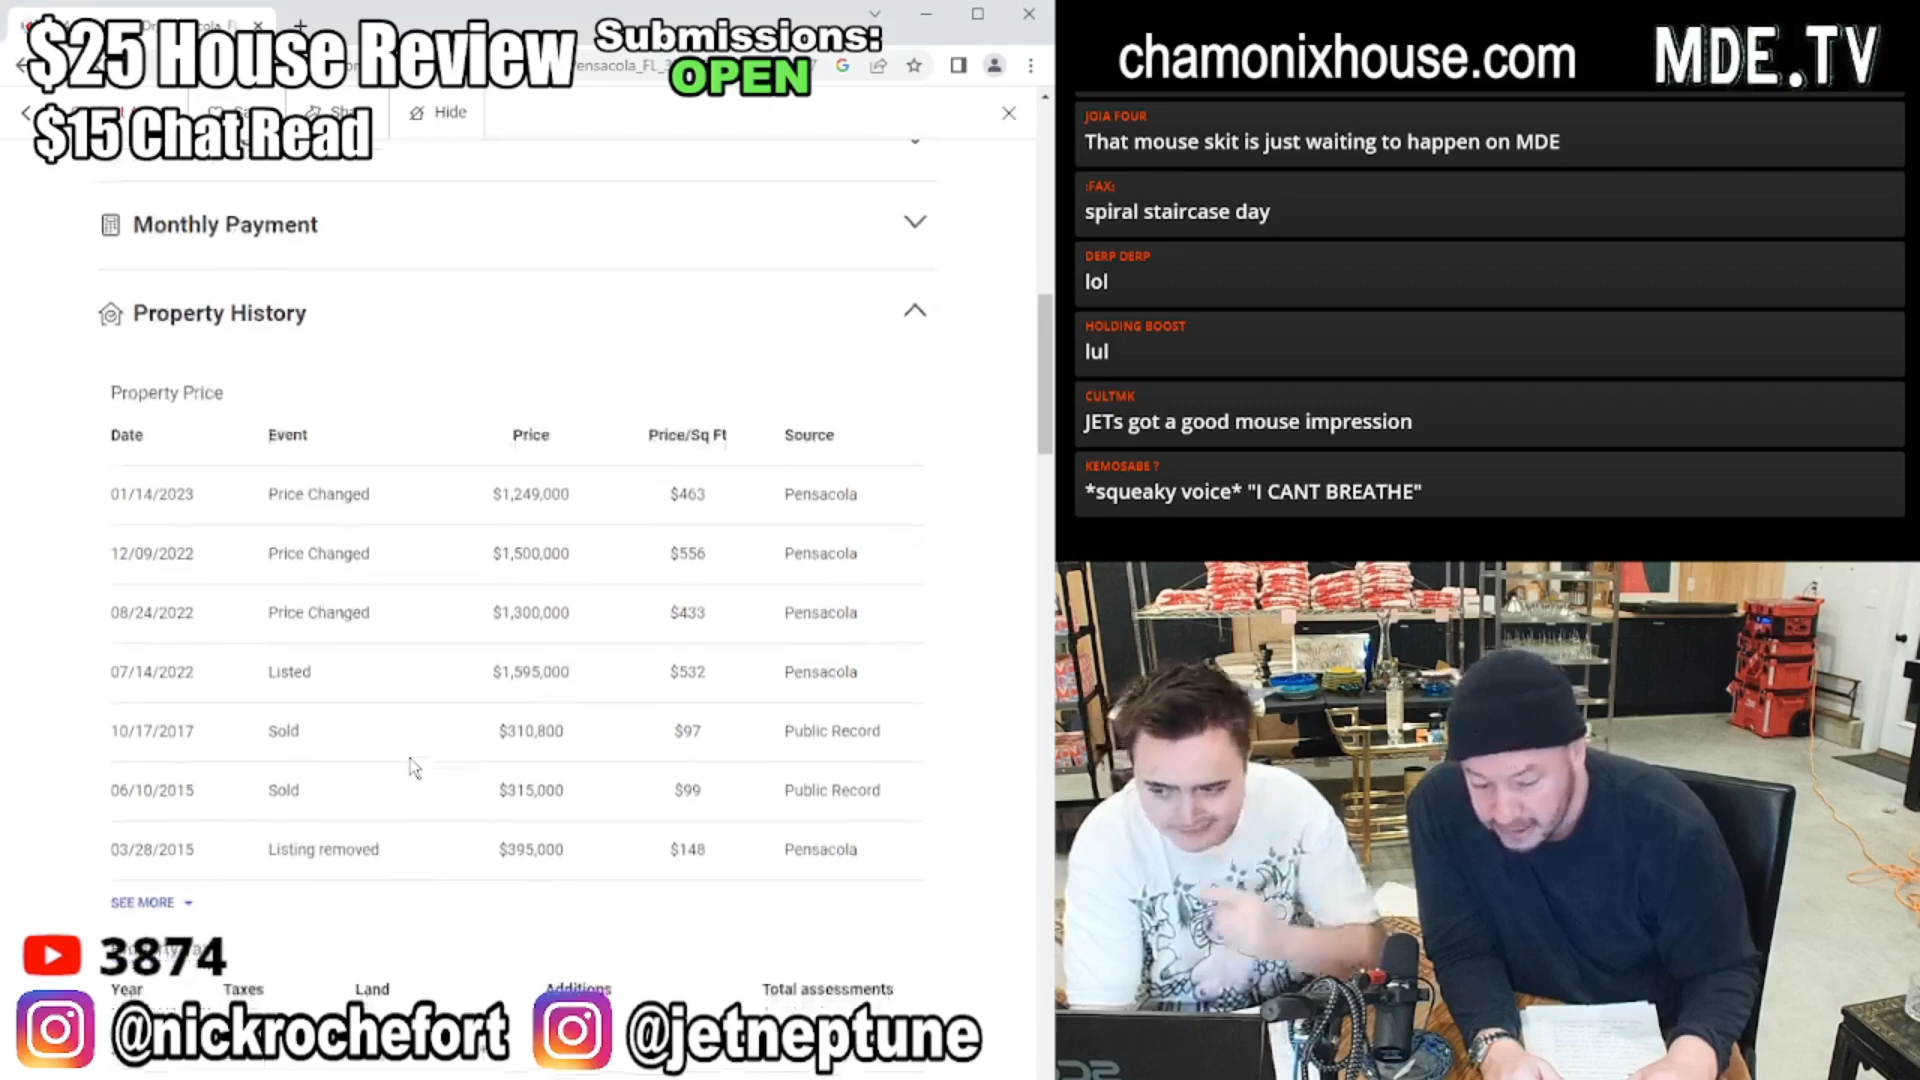 $25 House Review
Submissions:
OPEN
$15 Chat Read
ensacola_FL_3
Hide
Monthly Payment
Property History
Property Price
Date Event Price Price/Sq Ft Source
01/14/2023 Price Changed $1,249,000 $463 Pensacola
12/09/2022 Price Changed $1,500,000 $556 Pensacola
08/24/2022 Price Changed $1,300,000 $433 Pensacola
07/14/2022 Listed $1,595,000 $532 Pensacola
10/17/2017 Sold $310,800 $97 Public Record
06/10/2015 Sold $315,000 $99 Public Record
03/28/2015 Listing removed $395,000 $148 Pensacola
SEE MORE
3874
Year Taxes Land Additions Total assessments
@nickrochefort @jetneptune
chamonixhouse.com MDE.TV
JOIA FOUR
That mouse skit is just waiting to happen on MDE
:FAX:
spiral staircase day
DERP DERP
lol
HOLDING BOOST
lul
CULTMK
JETs got a good mouse impression
KEMOSABE ?
*squeaky voice* "I CANT BREATHE"